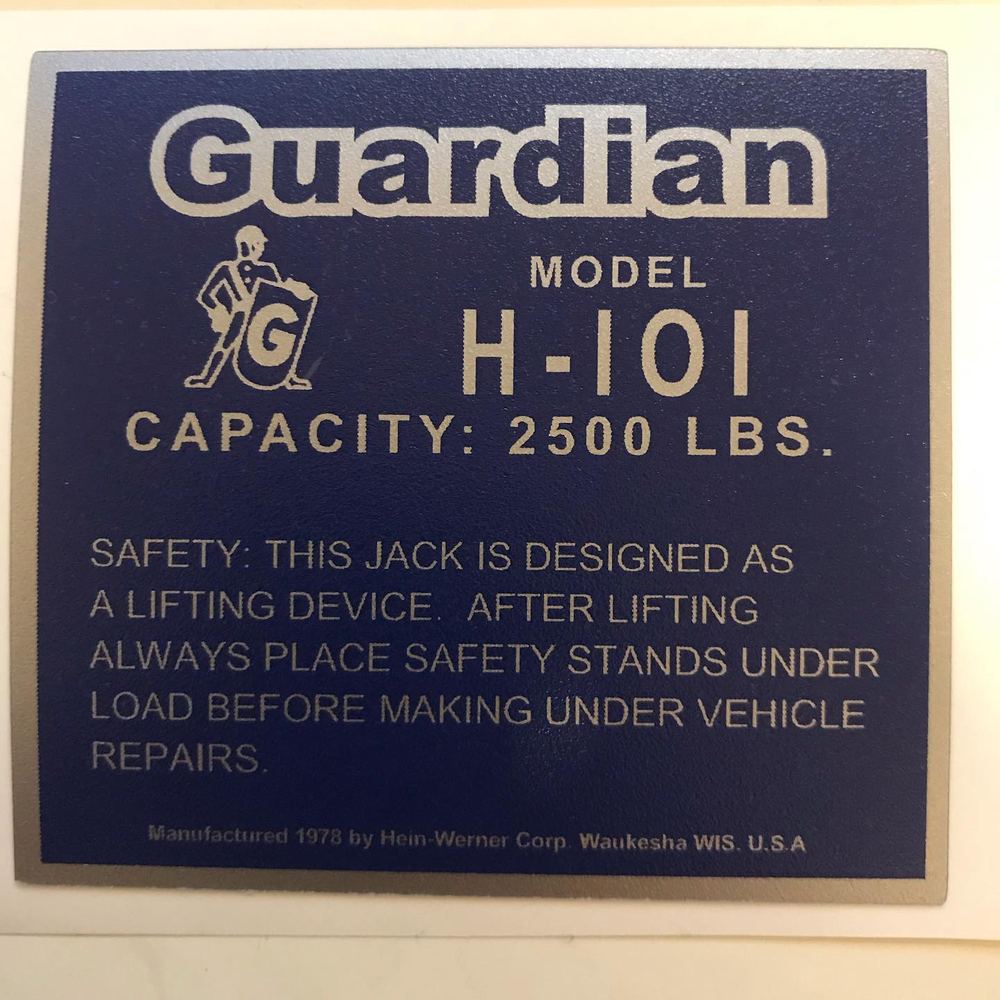 Guardian
MODEL
H-101
G
CAPACITY: 2500 LBS.
SAFETY: THIS JACK IS DESIGNED AS
A LIFTING DEVICE. AFTER LIFTING
ALWAYS PLACE SAFETY STANDS UNDER
LOAD BEFORE MAKING UNDER VEHICLE
REPAIRS.
Manufactured 1978 by Hein-Werner Corp. Waukesha WIS. U.S.A